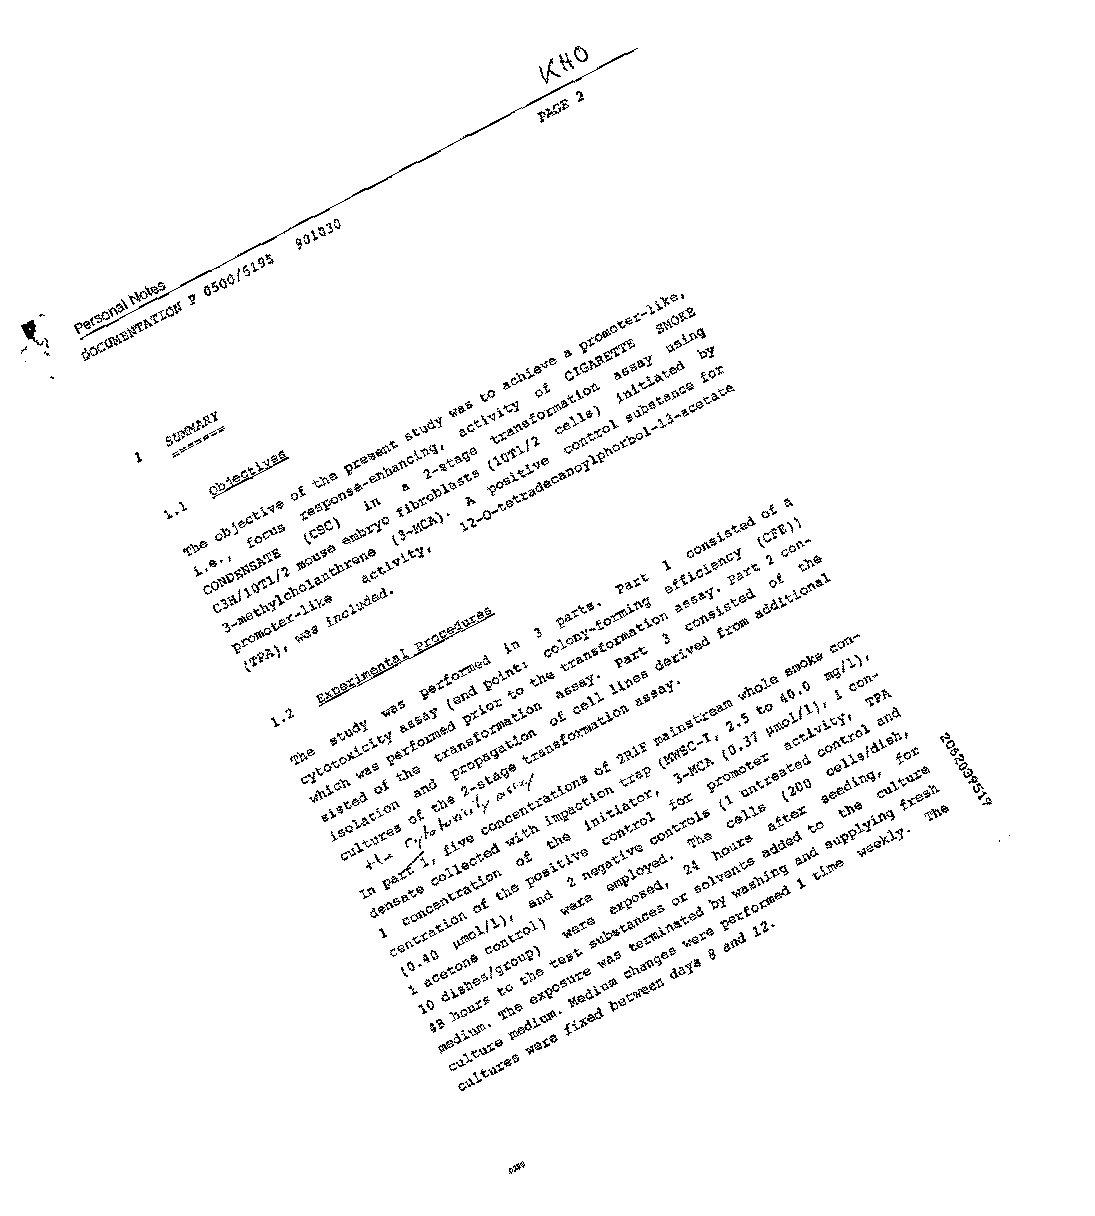 KHO
Personal Notes
DOCUMENTATION P 0500/5195 901030
PAGE 2
1 SUMMARY
=======
1.1 Objectives
The objective of the present study was to achieve a promoter-like,
i.e., focus response-enhancing, activity of CIGARETTE SMOKE
CONDENSATE (CSC) in a 2-stage transformation assay using
C3H/10T1/2 mouse embryo fibroblasts (10T1/2 cells) initiated by
3-methylcholanthrene (3-MCA). A positive control substance for
promoter-like activity, 12-O-tetradecanoylphorbol-13-acetate
(TPA), was included.
1.2 Experimental Procedures
The study was performed in 3 parts. Part 1 consisted of a
cytotoxicity assay (end point: colony-forming efficiency (CFE))
which was performed prior to the transformation assay. Part 2 con-
sisted of the transformation assay. Part 3 consisted of the
isolation and propagation of cell lines derived from additional
cultures of the 2-stage transformation assay.
the cytotoxicity assay
In part 1, five concentrations of 2R1F mainstream whole smoke con-
densate collected with impaction trap (MWSC-I, 2.5 to 40.0 mg/l),
1 concentration of the initiator, 3-MCA (0.37 µmol/l), 1 con-
centration of the positive control for promoter activity, TPA
(0.40 µmol/l), and 2 negative controls (1 untreated control and
1 acetone control) were employed. The cells (200 cells/dish,
10 dishes/group) were exposed, 24 hours after seeding, for
48 hours to the test substances or solvents added to the culture
medium. The exposure was terminated by washing and supplying fresh
culture medium. Medium changes were performed 1 time weekly. The
cultures were fixed between days 8 and 12.